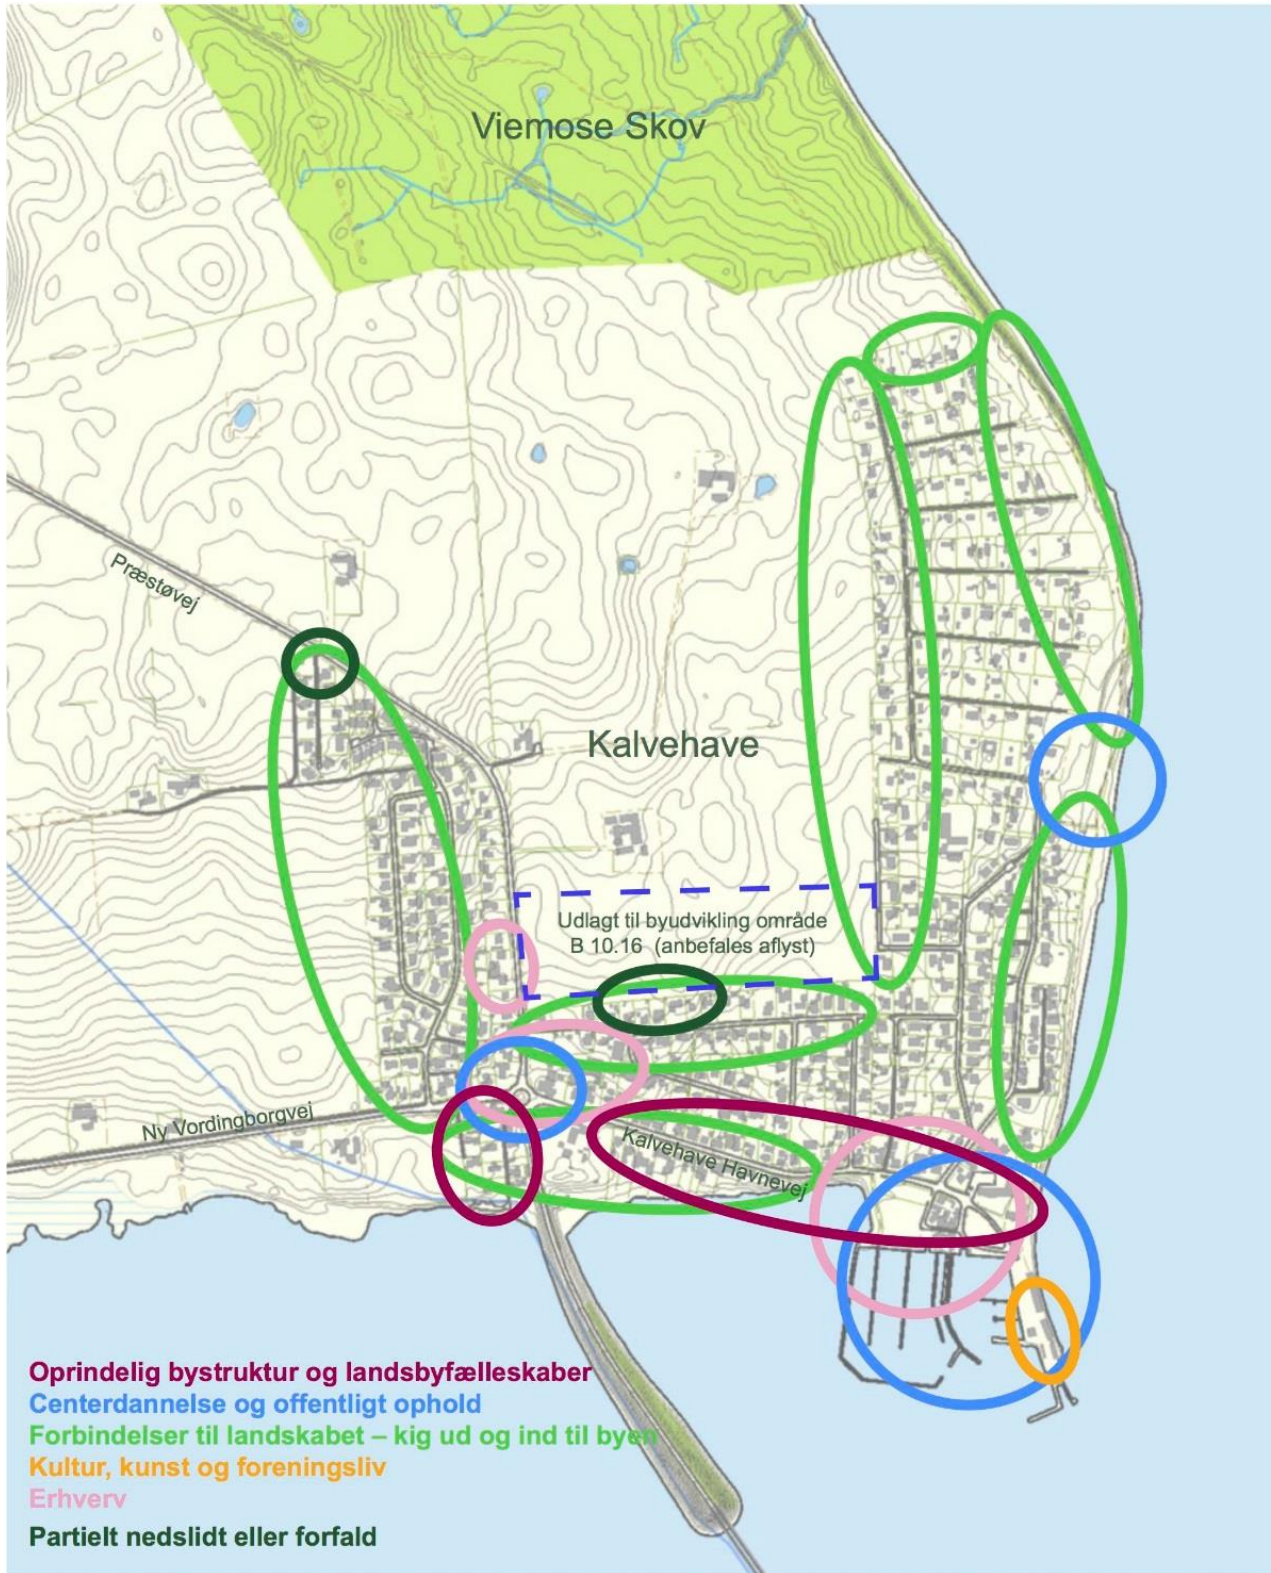 Viemose Skov
Præstøvej
Kalvehave
Udlagt til byudvikling område
B 10.16 (anbefales aflyst)
Ny Vordingborgvej
Kalvehave Havnevej
Oprindelig bystruktur og landsbyfælleskaber
Centerdannelse og offentligt ophold
Forbindelser til landskabet – kig ud og ind til byen
Kultur, kunst og foreningsliv
Erhverv
Partielt nedslidt eller forfald